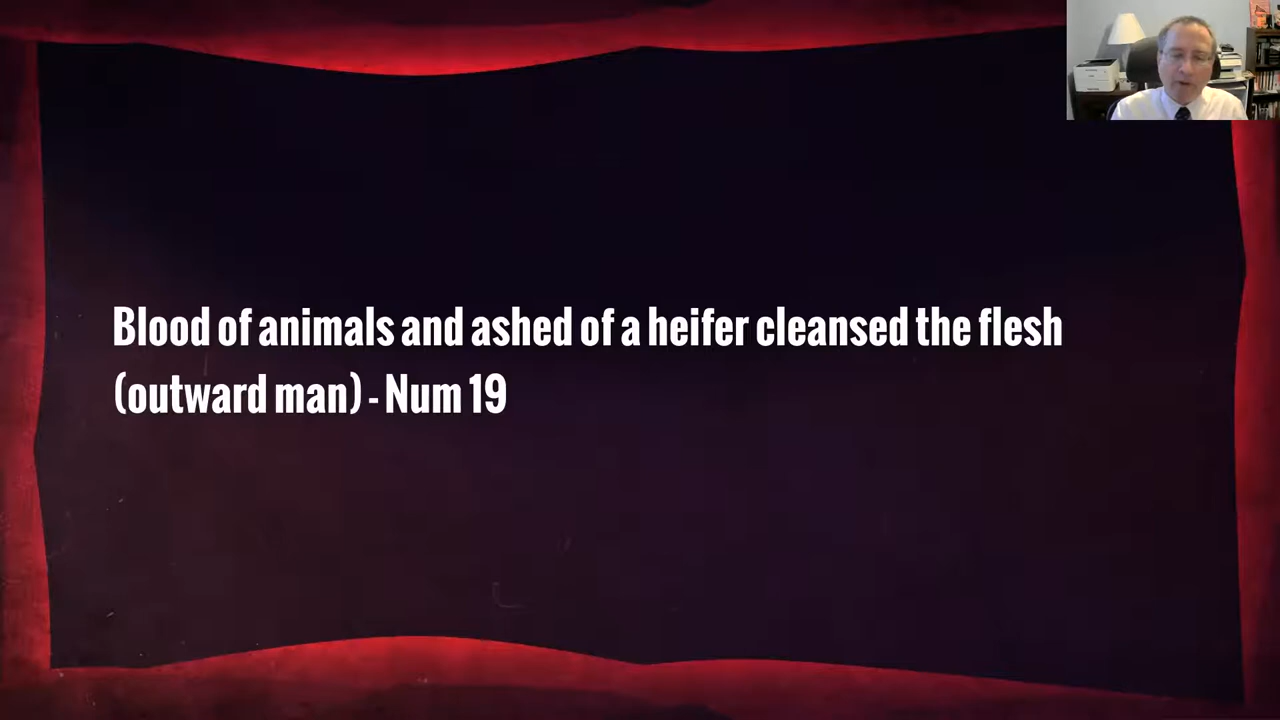 Blood of animals and ashed of a heifer cleansed the flesh
(outward man) - Num 19